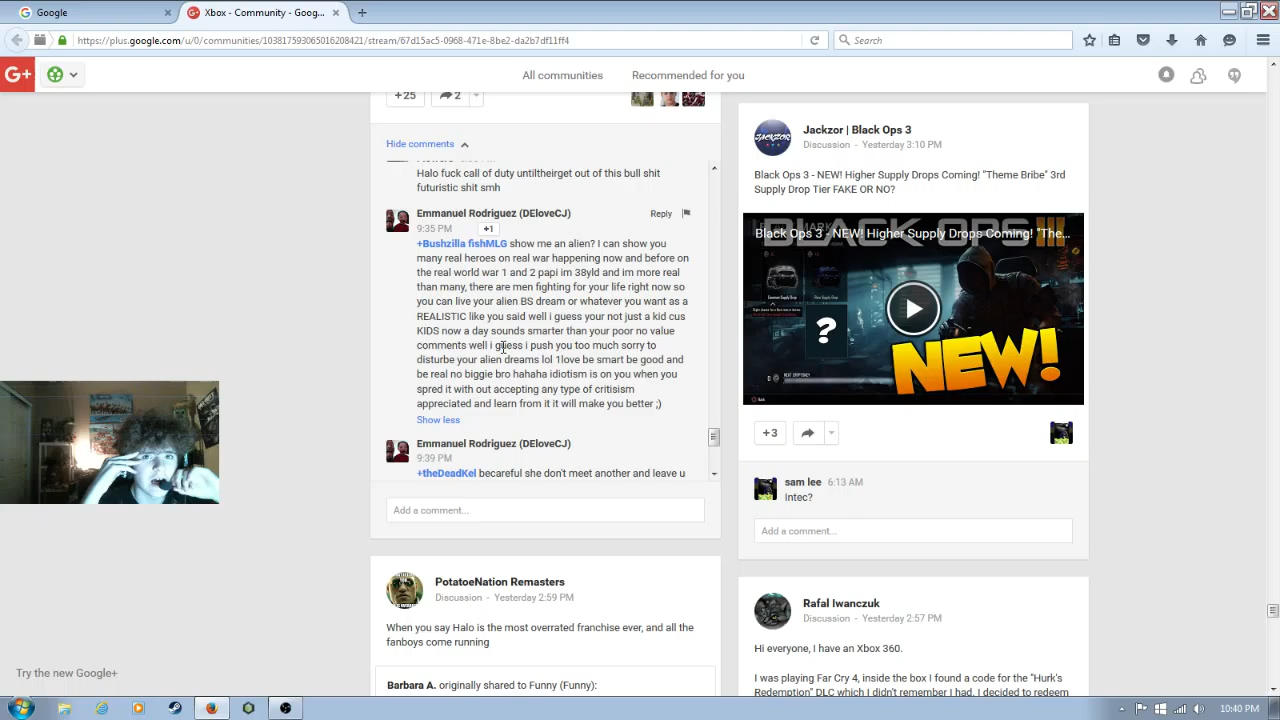 Google
Xbox - Community - Goog...
https://plus.google.com/u/0/communities/103817593065016208421/stream/67d15ac5-0968-471e-8be2-da2b7df11ff4
Search
G+
All communities
Recommended for you
+25
2
Hide comments
Halo fuck call of duty untiltheirget out of this bull shit
futuristic shit smh
Emmanuel Rodriguez (DEloveCJ)
Reply
9:35 PM
+1
+Bushzilla fishMLG show me an alien? I can show you
many real heroes on real war happening now and before on
the real world war 1 and 2 papi im 38yld and im more real
than many, there are men fighting for your life right now so
you can live your alien BS dream or whatever you want as a
REALISTIC like you said well i guess your not just a kid cus
KIDS now a day sounds smarter than your poor no value
comments well i guess i push you too much sorry to
disturbe your alien dreams lol 1love be smart be good and
be real no biggie bro hahaha idiotism is on you when you
spred it with out accepting any type of critisism
appreciated and learn from it it will make you better ;)
Show less
Emmanuel Rodriguez (DEloveCJ)
9:39 PM
+theDeadKel becareful she don't meet another and leave u
Add a comment...
PotatoeNation Remasters
Discussion - Yesterday 2:59 PM
When you say Halo is the most overrated franchise ever, and all the
fanboys come running
Barbara A. originally shared to Funny (Funny):
Jackzor | Black Ops 3
Discussion - Yesterday 3:10 PM
Black Ops 3 - NEW! Higher Supply Drops Coming! "Theme Bribe" 3rd
Supply Drop Tier FAKE OR NO?
BLACK OPS III
Black Ops 3 - NEW! Higher Supply Drops Coming! "The...
?
NEW!
+3
sam lee 6:13 AM
Intec?
Add a comment...
Rafal Iwanczuk
Discussion - Yesterday 2:57 PM
Hi everyone, I have an Xbox 360.
I was playing Far Cry 4, inside the box I found a code for the "Hurk's
Redemption" DLC which I didn't remember I had. I decided to redeem
Try the new Google+
10:40 PM